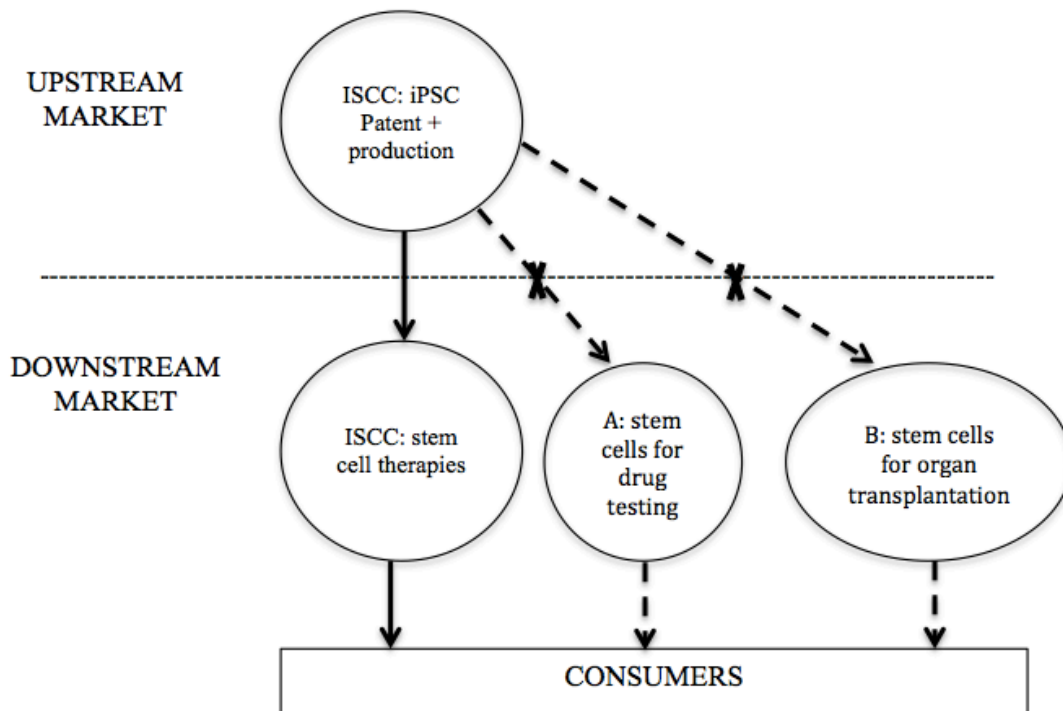 UPSTREAM
MARKET
ISCC: iPSC
Patent +
production
DOWNSTREAM
MARKET
ISCC: stem
cell therapies
A: stem
cells for
drug
testing
B: stem cells
for organ
transplantation
CONSUMERS